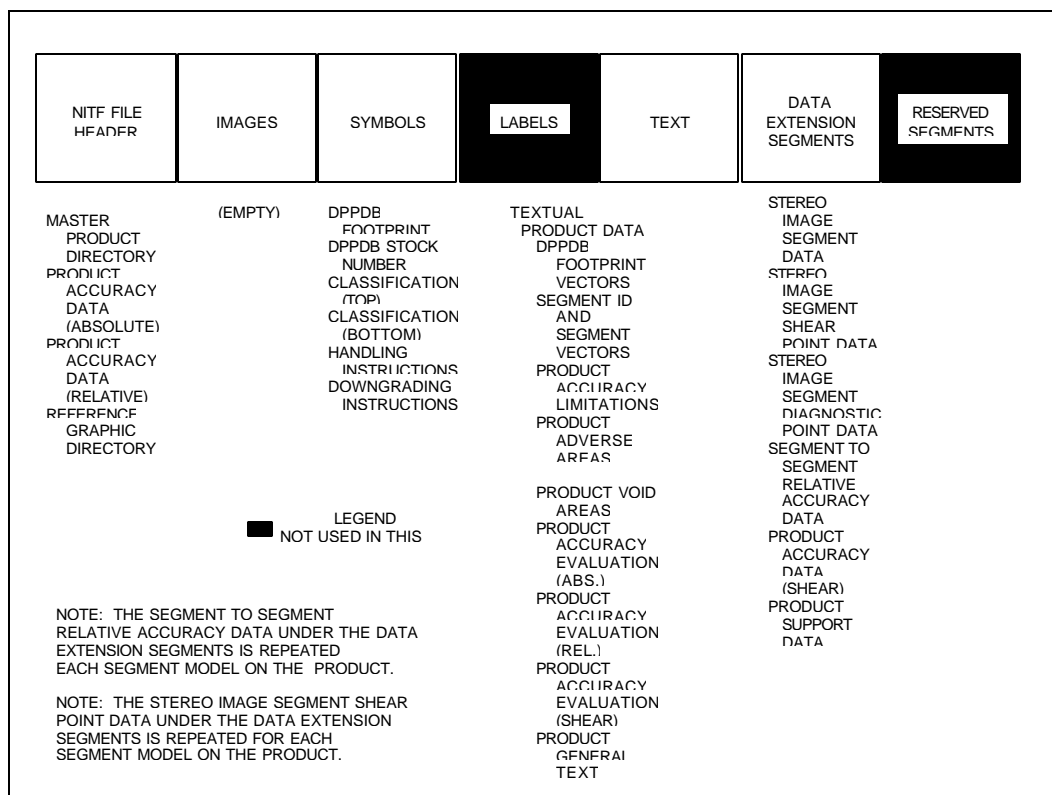 NITF FILE
HEADER
IMAGES
SYMBOLS
LABELS
TEXT
DATA
EXTENSION
SEGMENTS
RESERVED
SEGMENTS
MASTER
PRODUCT
DIRECTORY
PRODUCT
ACCURACY
DATA
(ABSOLUTE)
PRODUCT
ACCURACY
DATA
(RELATIVE)
REFERENCE
GRAPHIC
DIRECTORY
(EMPTY)
DPPDB
FOOTPRINT
DPPDB STOCK
NUMBER
CLASSIFICATION
(TOP)
CLASSIFICATION
(BOTTOM)
HANDLING
INSTRUCTIONS
DOWNGRADING
INSTRUCTIONS
TEXTUAL
PRODUCT DATA
DPPDB
FOOTPRINT
VECTORS
SEGMENT ID
AND
SEGMENT
VECTORS
PRODUCT
ACCURACY
LIMITATIONS
PRODUCT
ADVERSE
AREAS
PRODUCT VOID
AREAS
PRODUCT
ACCURACY
EVALUATION
(ABS.)
PRODUCT
ACCURACY
EVALUATION
(REL.)
PRODUCT
ACCURACY
EVALUATION
(SHEAR)
PRODUCT
GENERAL
TEXT
STEREO
IMAGE
SEGMENT
DATA
STEREO
IMAGE
SEGMENT
SHEAR
POINT DATA
STEREO
IMAGE
SEGMENT
DIAGNOSTIC
POINT DATA
SEGMENT TO
SEGMENT
RELATIVE
ACCURACY
DATA
PRODUCT
ACCURACY
DATA
(SHEAR)
PRODUCT
SUPPORT
DATA
LEGEND
NOT USED IN THIS
NOTE: THE SEGMENT TO SEGMENT
RELATIVE ACCURACY DATA UNDER THE DATA
EXTENSION SEGMENTS IS REPEATED
EACH SEGMENT MODEL ON THE PRODUCT.
NOTE: THE STEREO IMAGE SEGMENT SHEAR
POINT DATA UNDER THE DATA EXTENSION
SEGMENTS IS REPEATED FOR EACH
SEGMENT MODEL ON THE PRODUCT.